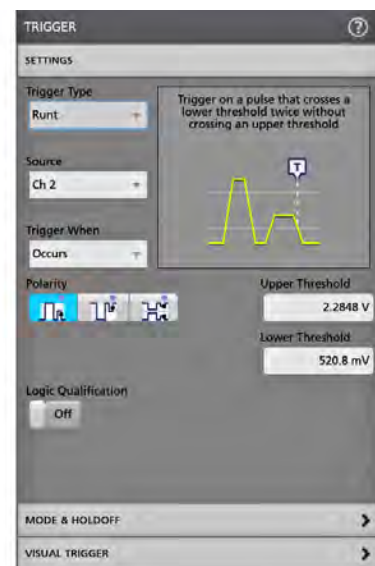 TRIGGER
?
SETTINGS
Trigger Type
Runt
Trigger on a pulse that crosses a
lower threshold twice without
crossing an upper threshold
T
Source
Ch 2
Trigger When
Occurs
Polarity
Upper Threshold
2.2848 V
Lower Threshold
520.8 mV
Logic Qualification
Off
MODE & HOLDOFF
VISUAL TRIGGER